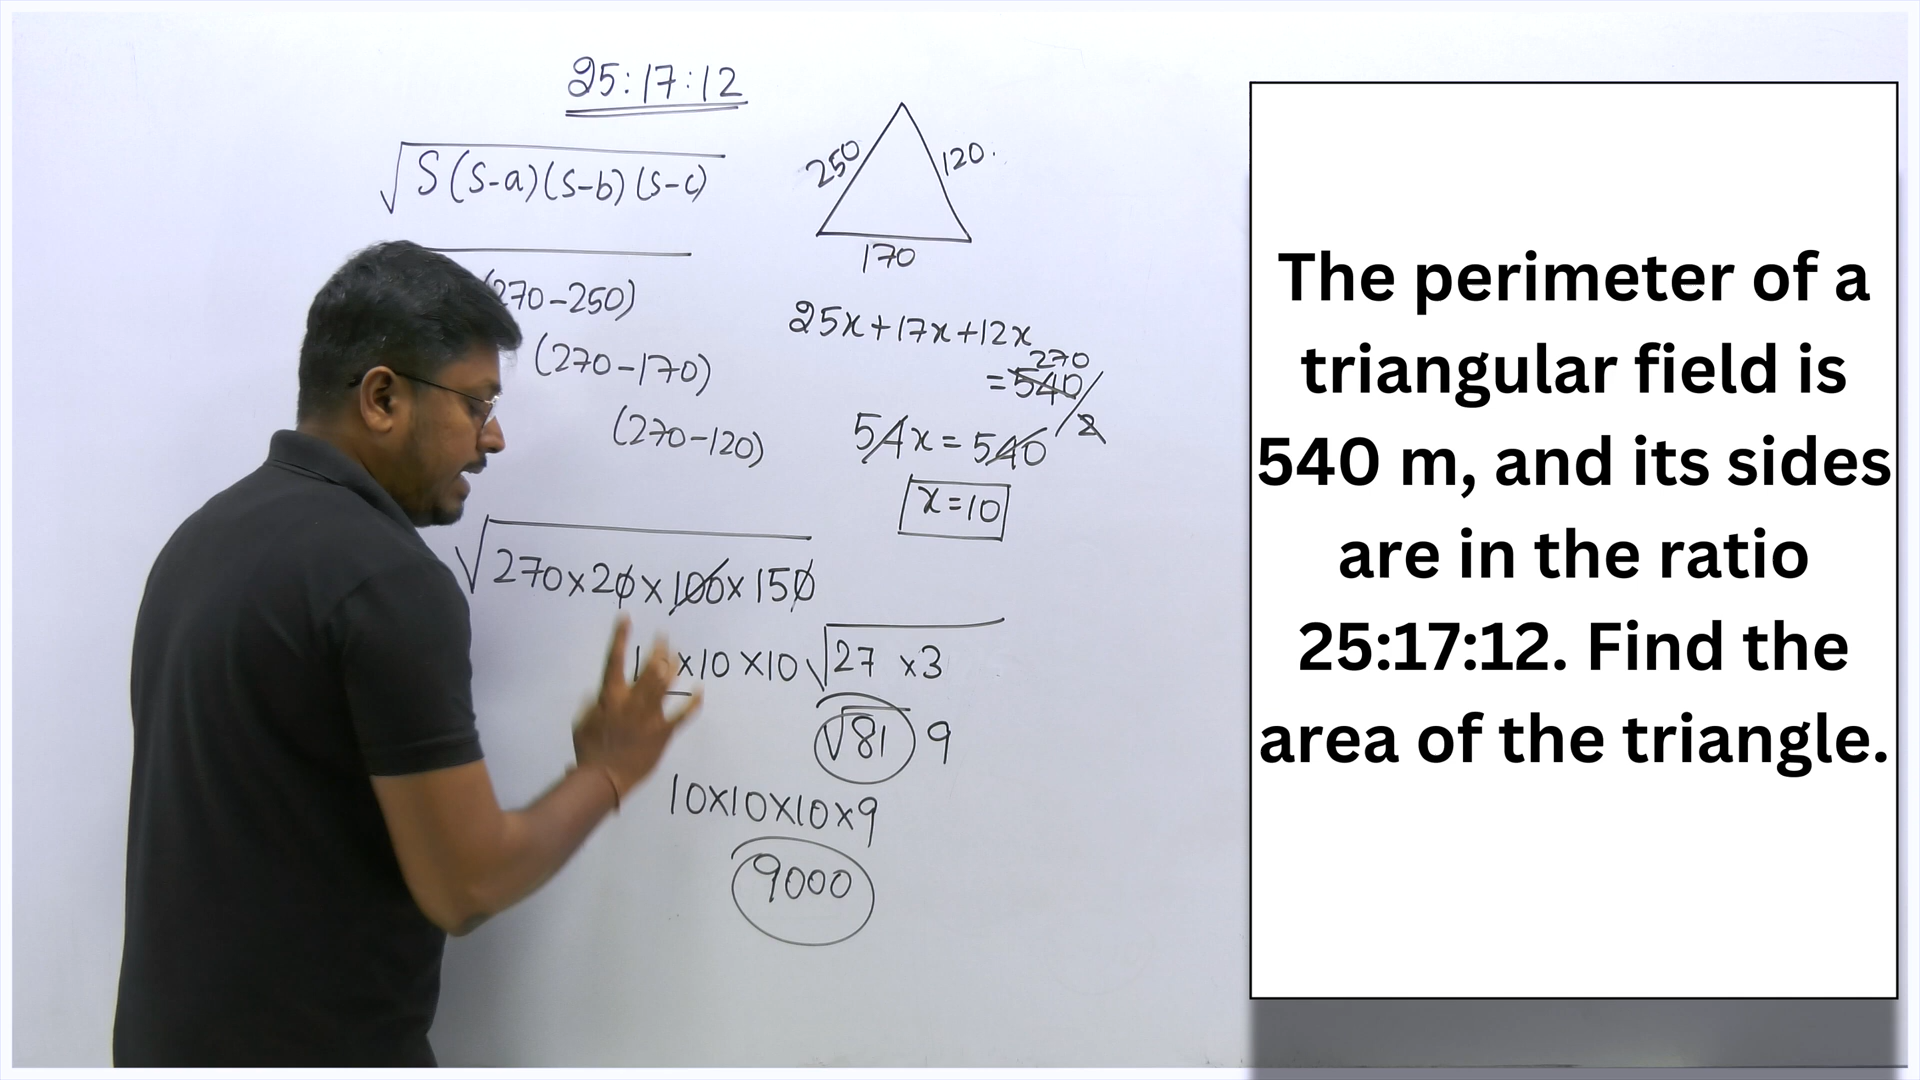 25:17:12
√S(S-a)(S-b)(S-c)
(270-250)
(270-170)
(270-120)
√270×20×100×150
×10×10√27 ×3
√81 9
10×10×10×9
9000
250
120.
170
25x+17x+12x
270
=540/2
54x=540
x=10
The perimeter of a
triangular field is
540 m, and its sides
are in the ratio
25:17:12. Find the
area of the triangle.